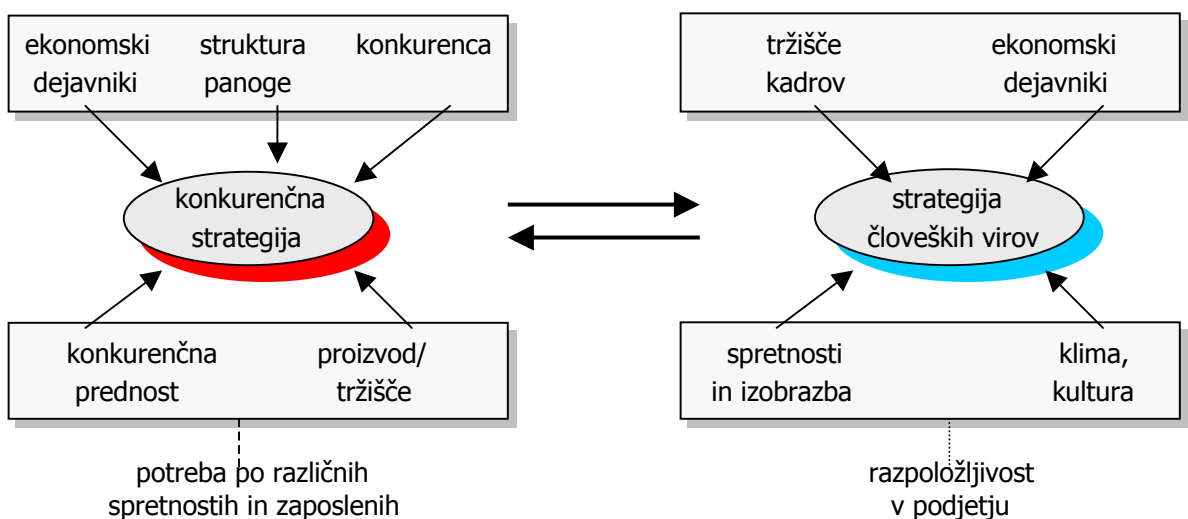 ekonomski dejavniki
struktura panoge
konkurenca
konkurenčna
strategija
konkurenčna prednost
proizvod/ tržišče
potreba po različnih
spretnostih in zaposlenih
tržišče kadrov
ekonomski dejavniki
strategija
človeških virov
spretnosti in izobrazba
klima, kultura
razpoložljivost
v podjetju